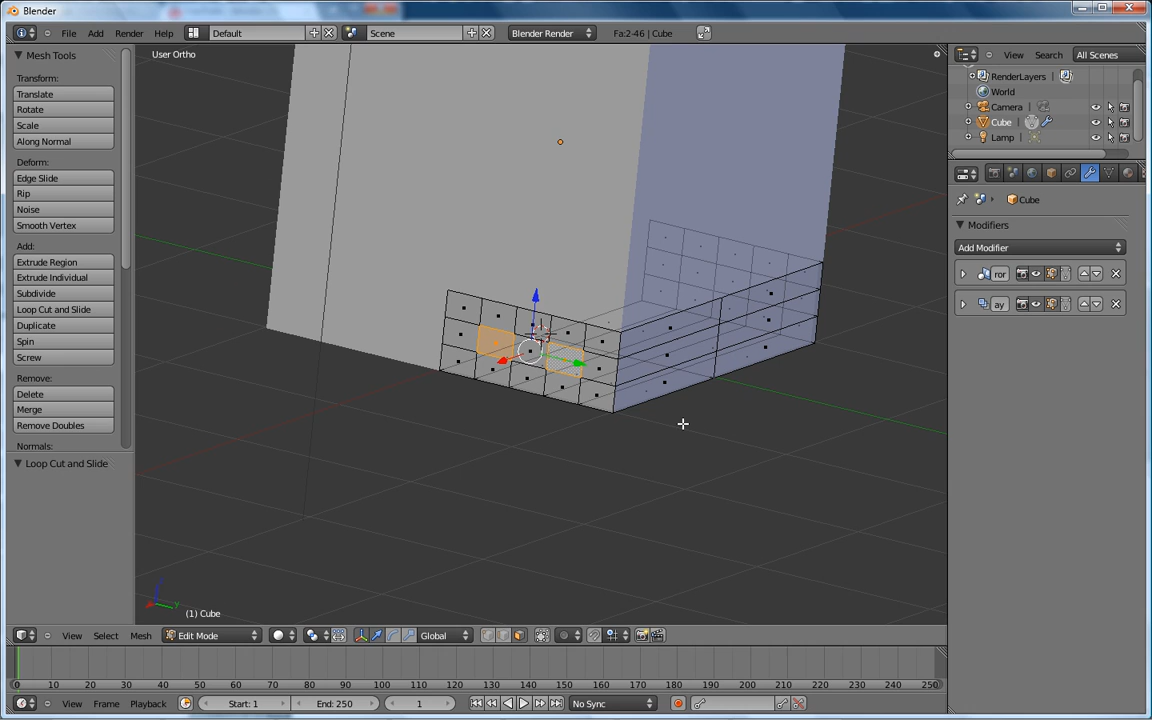 Blender
File Add Render Help Default Scene Blender Render Fa:2-46 | Cube
Mesh Tools
Transform:
Translate
Rotate
Scale
Along Normal
Deform:
Edge Slide
Rip
Noise
Smooth Vertex
Add:
Extrude Region
Extrude Individual
Subdivide
Loop Cut and Slide
Duplicate
Spin
Screw
Remove:
Delete
Merge
Remove Doubles
Normals:
Loop Cut and Slide
User Ortho
(1) Cube
View Select Mesh Edit Mode Global
View Search All Scenes
RenderLayers
World
Camera
Cube
Lamp
Cube
Modifiers
Add Modifier
ror
ay
0 10 20 30 40 50 60 70 80 90 100 110 120 130 140 150 160 170 180 190 200 210 220 230 240 250
View Frame Playback Start: 1 End: 250 1 No Sync